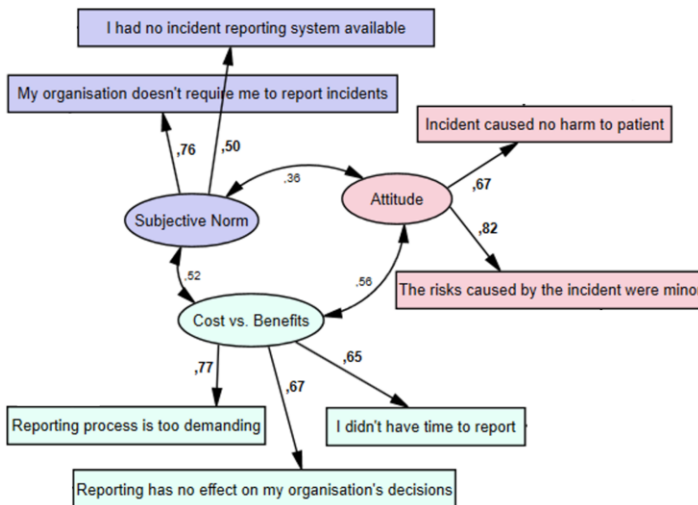 I had no incident reporting system available
My organisation doesn't require me to report incidents
Incident caused no harm to patient
,76
,50
.36
,67
Attitude
Subjective Norm
,82
.52
.56
The risks caused by the incident were minor
Cost vs. Benefits
,77
,67
,65
Reporting process is too demanding
I didn't have time to report
Reporting has no effect on my organisation's decisions